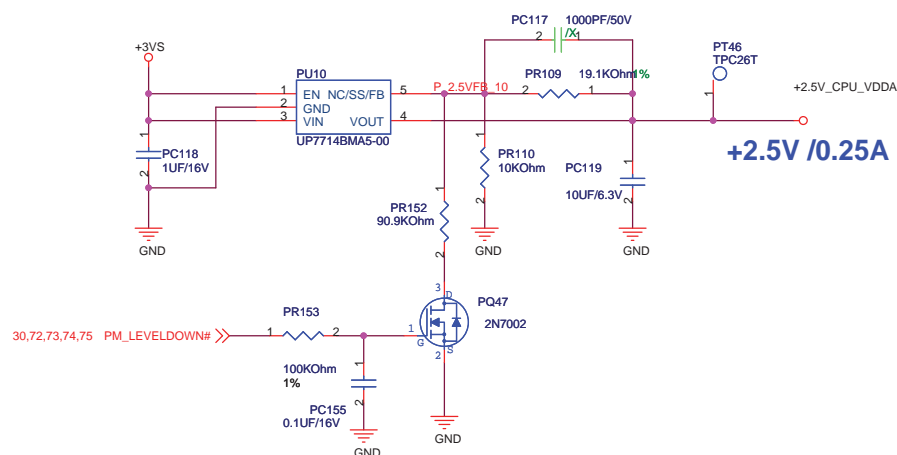 PC117 1000PF/50V
2 /X 1
+3VS
PT46
TPC26T
PU10
PR109 19.1KOhm 1%
1 EN NC/SS/FB 5 P_2.5VFB_10 2 1
2 GND
3 VIN VOUT 4
UP7714BMA5-00
1
+2.5V_CPU_VDDA
+2.5V /0.25A
1
PC118
1UF/16V
2
GND
1
PR110
10KOhm
2
GND
1
PC119
10UF/6.3V
2
GND
1
PR152
90.9KOhm
2
3 D
PQ47
2N7002
1 G
S
2
GND
30,72,73,74,75 PM_LEVELDOWN#
PR153
1 2
100KOhm
1%
1
2
PC155
0.1UF/16V
GND